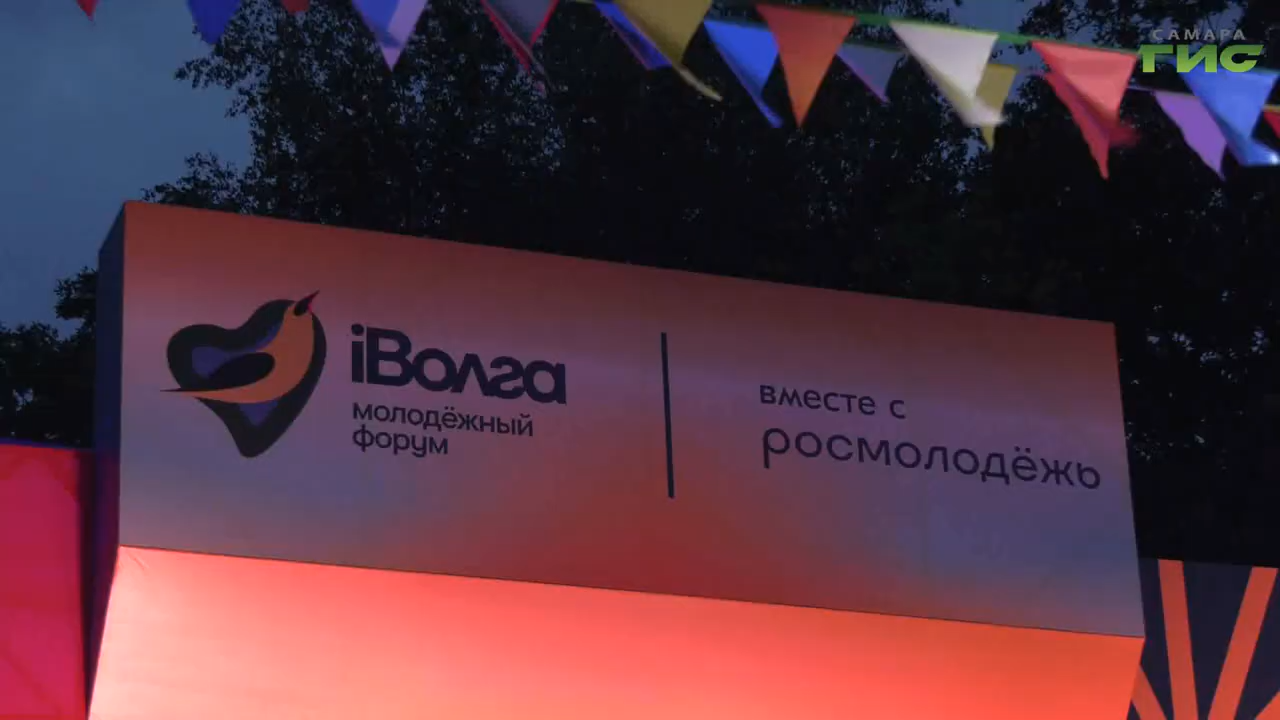 САМАРА
ГИС
iВолга
молодёжный
форум
вместе с
росмолодёжь